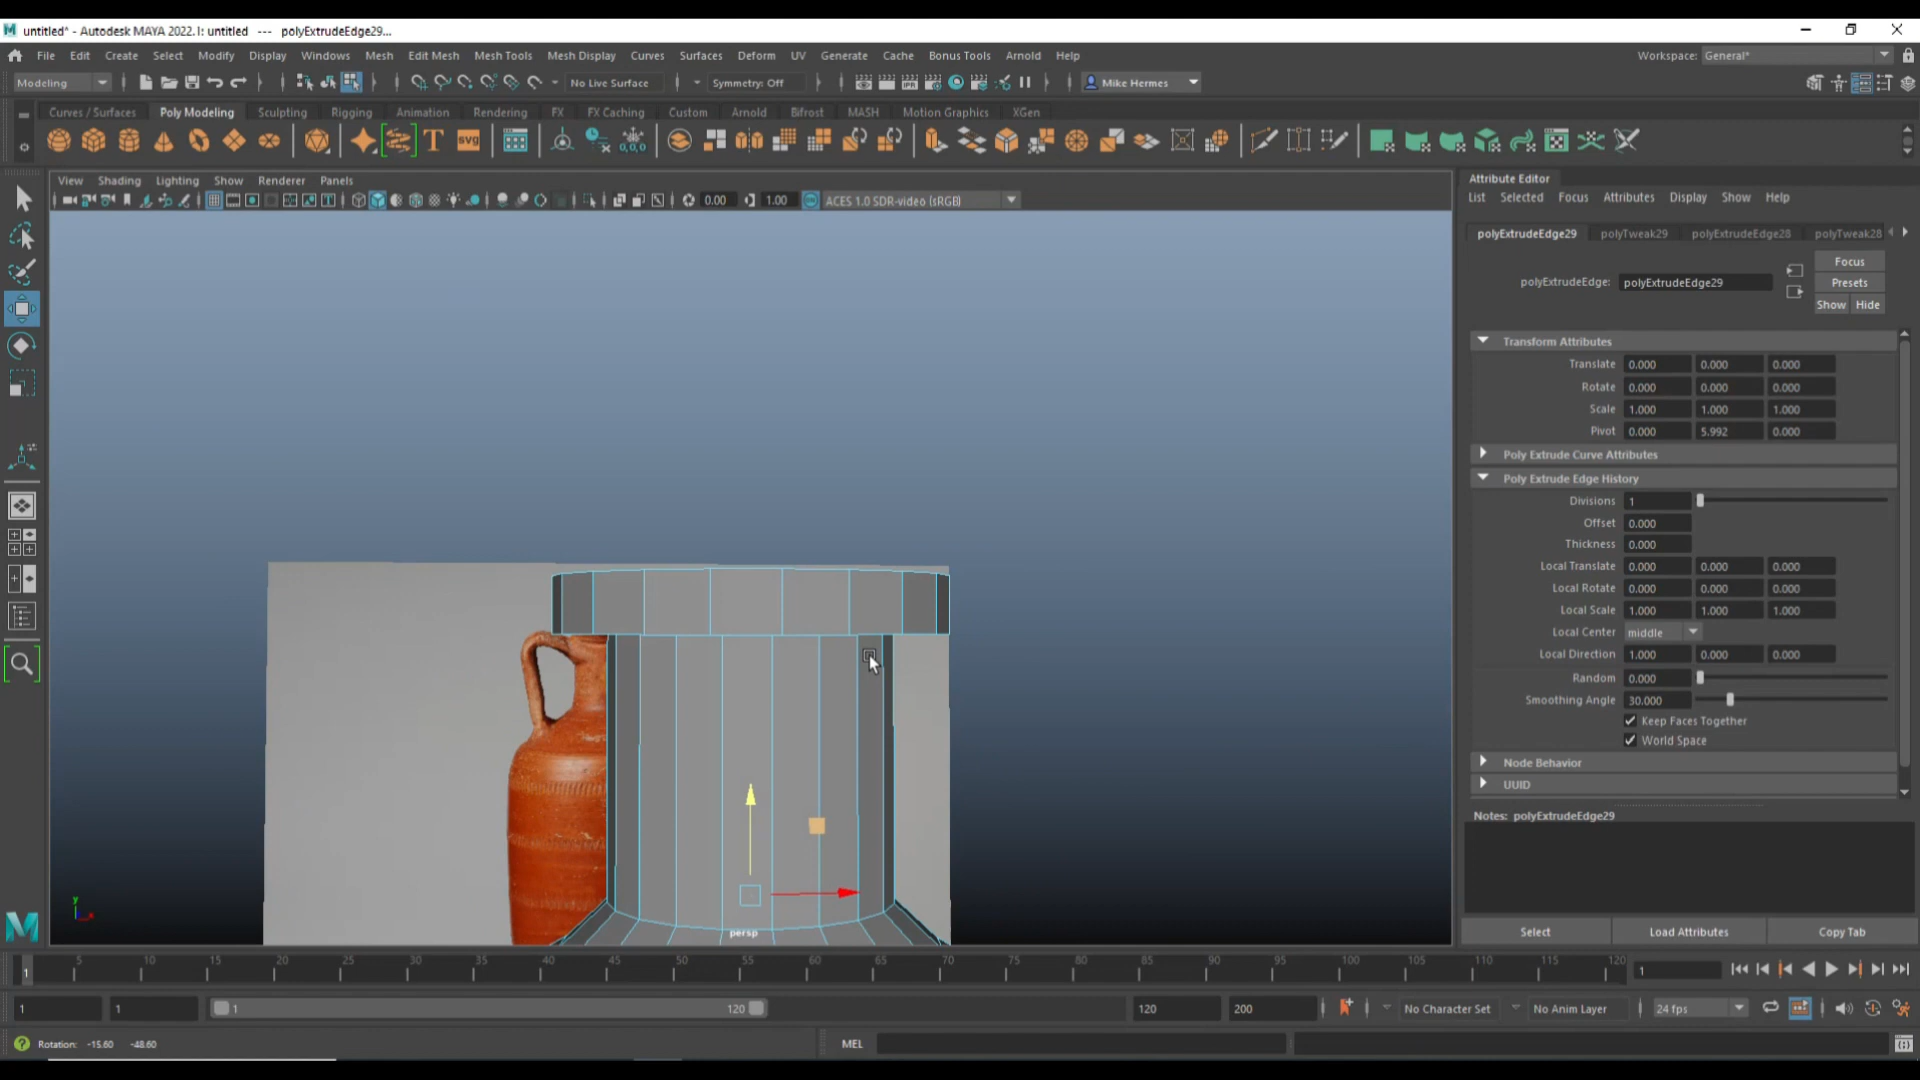 untitled* - Autodesk MAYA 2022.1: untitled --- polyExtrudeEdge29...
File Edit Create Select Modify Display Windows Mesh Edit Mesh Mesh Tools Mesh Display Curves Surfaces Deform UV Generate Cache Bonus Tools Arnold Help
Workspace: General*
Modeling No Live Surface Symmetry: Off Mike Hermes
Curves / Surfaces Poly Modeling Sculpting Rigging Animation Rendering FX FX Caching Custom Arnold Bifrost MASH Motion Graphics XGen
T SVG 0,0,0
View Shading Lighting Show Renderer Panels
0.00 1.00 ACES 1.0 SDR-video (sRGB)
Attribute Editor
List Selected Focus Attributes Display Show Help
polyExtrudeEdge29 polyTweak29 polyExtrudeEdge28 polyTweak28
polyExtrudeEdge: polyExtrudeEdge29
Focus
Presets
Show Hide
Transform Attributes
Translate 0.000 0.000 0.000
Rotate 0.000 0.000 0.000
Scale 1.000 1.000 1.000
Pivot 0.000 5.992 0.000
Poly Extrude Curve Attributes
Poly Extrude Edge History
Divisions 1
Offset 0.000
Thickness 0.000
Local Translate 0.000 0.000 0.000
Local Rotate 0.000 0.000 0.000
Local Scale 1.000 1.000 1.000
Local Center middle
Local Direction 1.000 0.000 0.000
Random 0.000
Smoothing Angle 30.000
Keep Faces Together
World Space
Node Behavior
UUID
Notes: polyExtrudeEdge29
Select Load Attributes Copy Tab
y
persp
1 5 10 15 20 25 30 35 40 45 50 55 60 65 70 75 80 85 90 95 100 105 110 115 120 1
1 1 1 120 120 200 No Character Set No Anim Layer 24 fps
Rotation: -15.60 -48.60 MEL